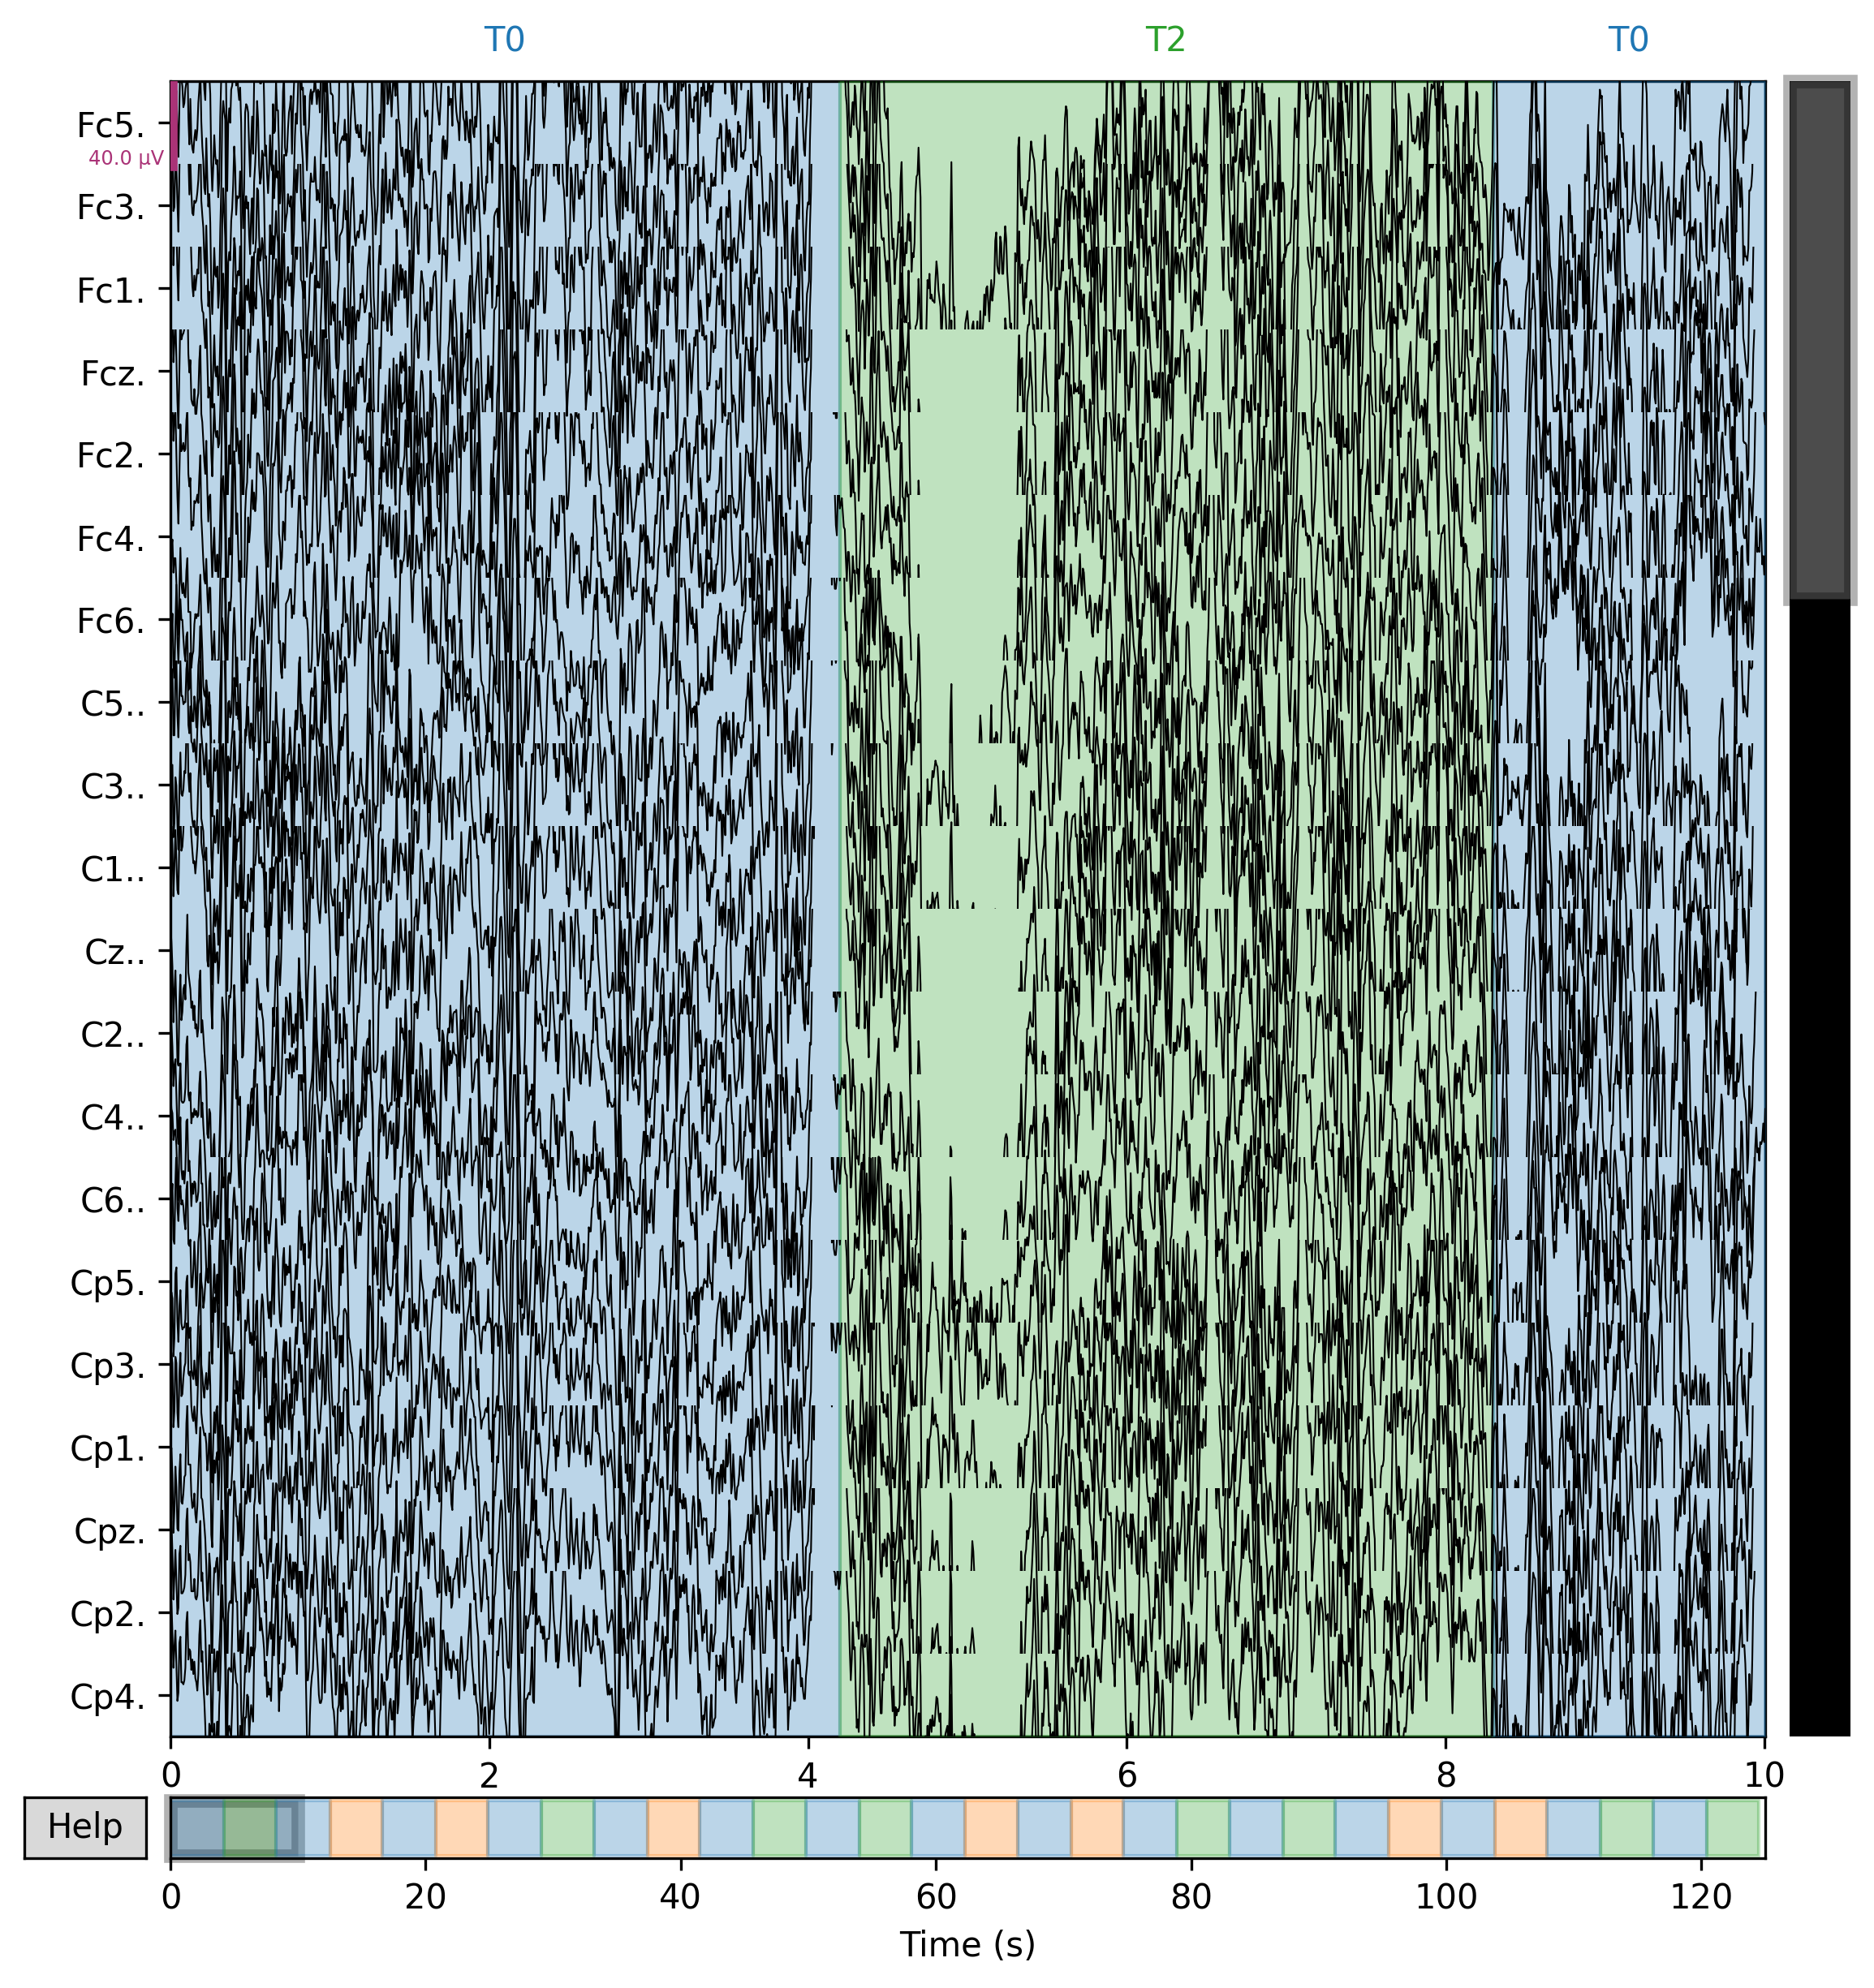 T0 T2 T0
Fc5.
40.0 µV
Fc3.
Fc1.
Fcz.
Fc2.
Fc4.
Fc6.
C5..
C3..
C1..
Cz..
C2..
C4..
C6..
Cp5.
Cp3.
Cp1.
Cpz.
Cp2.
Cp4.
0 2 4 6 8 10
Help
0 20 40 60 80 100 120
Time (s)